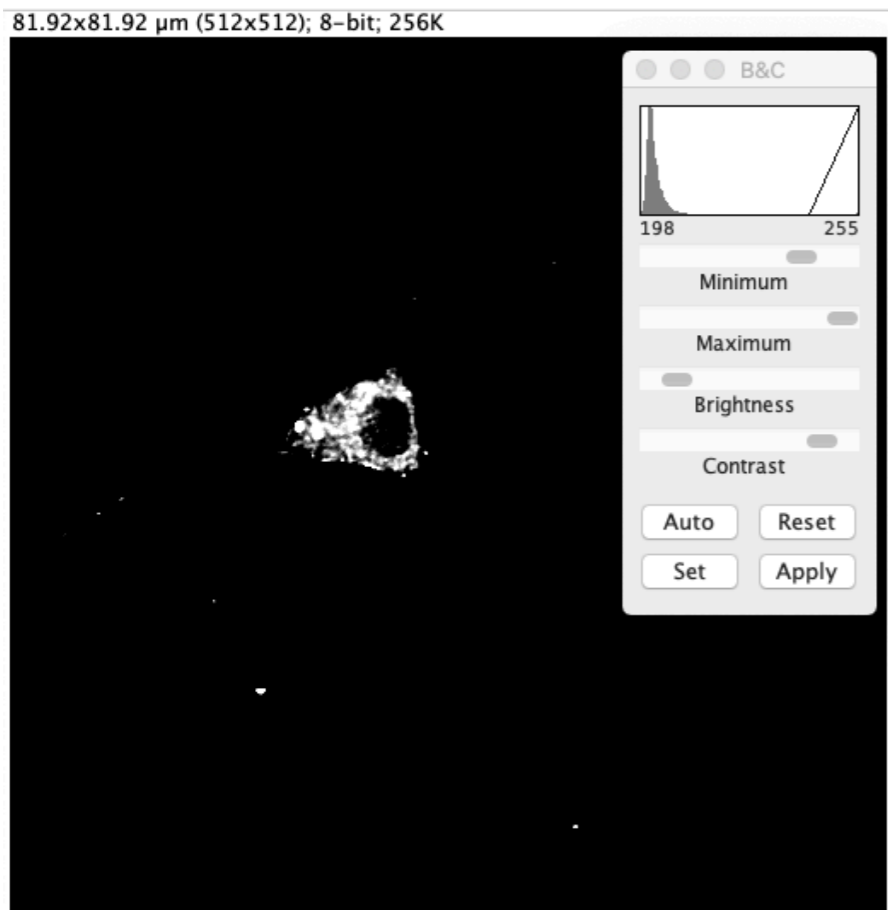 81.92x81.92 µm (512x512); 8-bit; 256K
B&C
198 255
Minimum
Maximum
Brightness
Contrast
Auto Reset
Set Apply